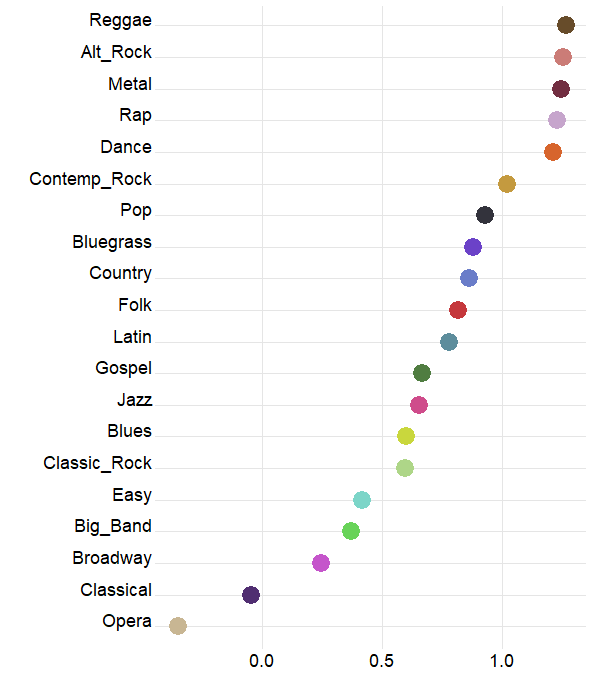 Reggae
Alt_Rock
Metal
Rap
Dance
Contemp_Rock
Pop
Bluegrass
Country
Folk
Latin
Gospel
Jazz
Blues
Classic_Rock
Easy
Big_Band
Broadway
Classical
Opera
0.0 0.5 1.0